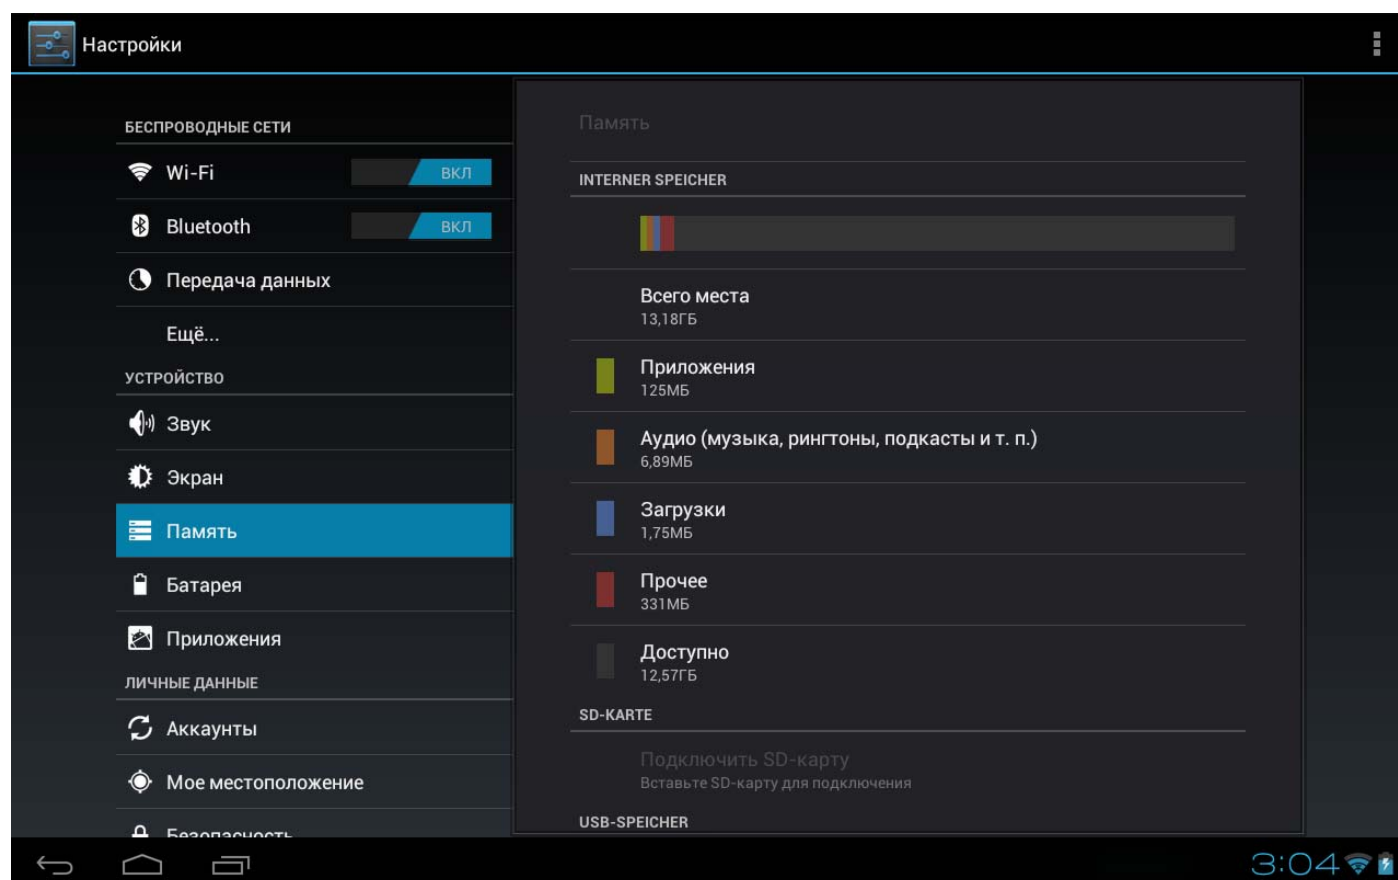 Настройки
БЕСПРОВОДНЫЕ СЕТИ
Wi-Fi
ВКЛ
Bluetooth
ВКЛ
Передача данных
Ещё...
УСТРОЙСТВО
Звук
Экран
Память
Батарея
Приложения
ЛИЧНЫЕ ДАННЫЕ
Аккаунты
Мое местоположение
Безопасность
Память
INTERNER SPEICHER
Всего места
13,18ГБ
Приложения
125МБ
Аудио (музыка, рингтоны, подкасты и т. п.)
6,89МБ
Загрузки
1,75МБ
Прочее
331МБ
Доступно
12,57ГБ
SD-KARTE
Подключить SD-карту
Вставьте SD-карту для подключения
USB-SPEICHER
3:04